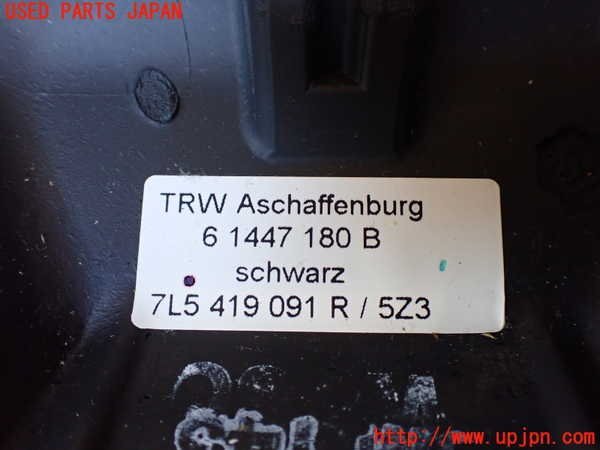 USED PARTS JAPAN
TRW Aschaffenburg
6 1447 180 B
schwarz
7L5 419 091 R / 5Z3
http://www.upjpn.com